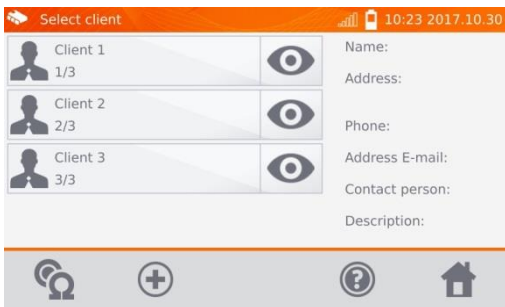 Select client
10:23 2017.10.30
Client 1
1/3
Client 2
2/3
Client 3
3/3
Name:
Address:
Phone:
Address E-mail:
Contact person:
Description: